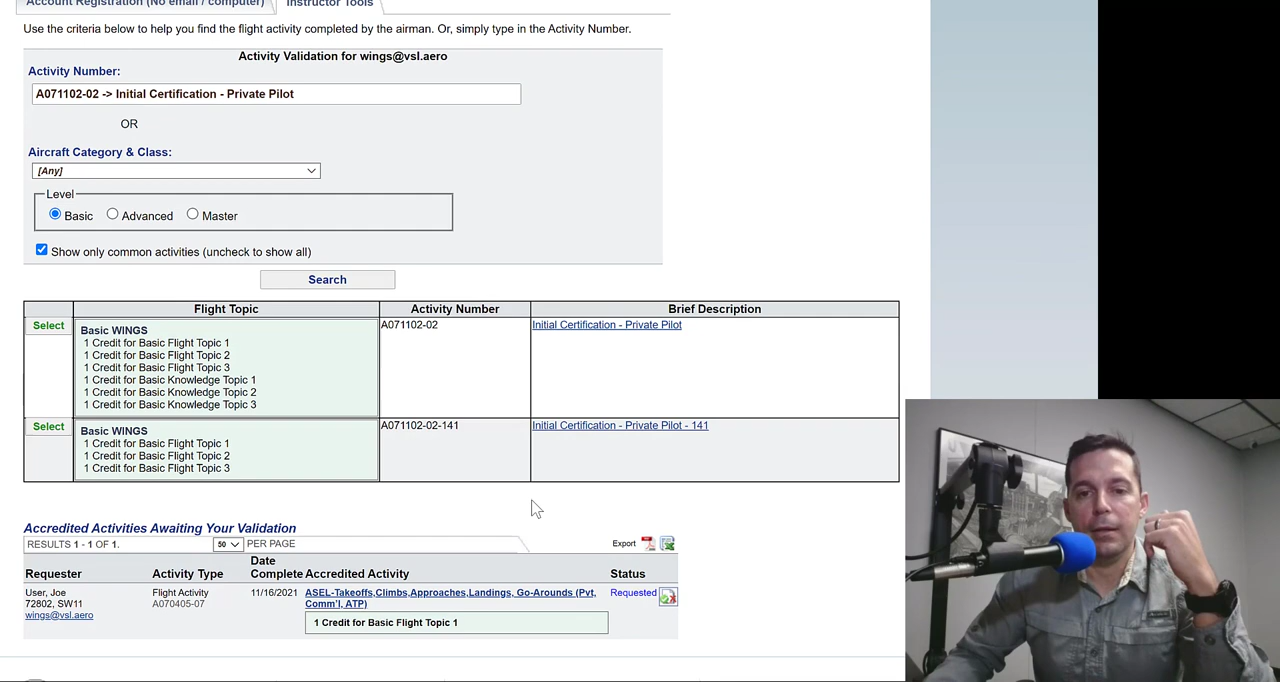 Account Registration (No email / computer)
Instructor Tools
Use the criteria below to help you find the flight activity completed by the airman. Or, simply type in the Activity Number.
Activity Validation for wings@vsl.aero
Activity Number:
A071102-02 -> Initial Certification - Private Pilot
OR
Aircraft Category & Class:
[Any]
Level
Basic Advanced Master
Show only common activities (uncheck to show all)
Search
Flight Topic Activity Number Brief Description
Select Basic WINGS A071102-02 Initial Certification - Private Pilot
1 Credit for Basic Flight Topic 1
1 Credit for Basic Flight Topic 2
1 Credit for Basic Flight Topic 3
1 Credit for Basic Knowledge Topic 1
1 Credit for Basic Knowledge Topic 2
1 Credit for Basic Knowledge Topic 3
Select Basic WINGS A071102-02-141 Initial Certification - Private Pilot - 141
1 Credit for Basic Flight Topic 1
1 Credit for Basic Flight Topic 2
1 Credit for Basic Flight Topic 3
Accredited Activities Awaiting Your Validation
RESULTS 1 - 1 OF 1. 50 PER PAGE Export
Requester Activity Type Date Complete Accredited Activity Status
User, Joe Flight Activity 11/16/2021 ASEL-Takeoffs,Climbs,Approaches,Landings, Go-Arounds (Pvt, Requested
72802, SW11 A070405-07 Comm'l, ATP)
wings@vsl.aero
1 Credit for Basic Flight Topic 1